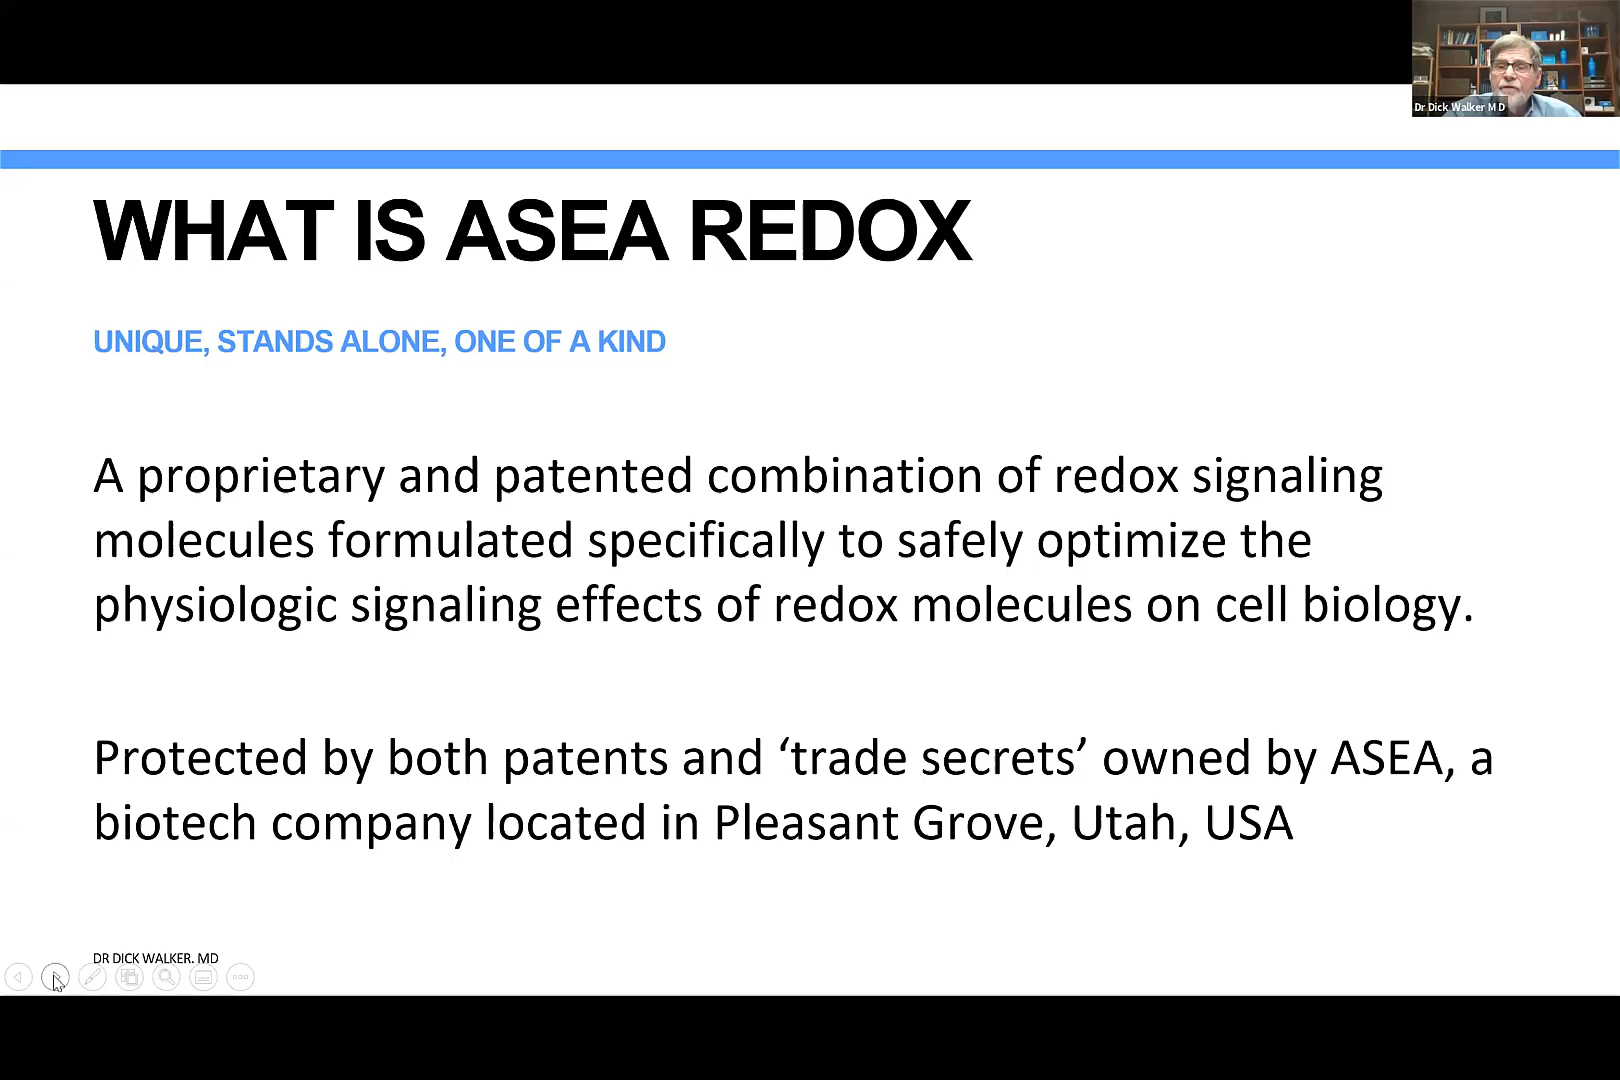 Dr Dick Walker M D
WHAT IS ASEA REDOX
UNIQUE, STANDS ALONE, ONE OF A KIND
A proprietary and patented combination of redox signaling
molecules formulated specifically to safely optimize the
physiologic signaling effects of redox molecules on cell biology.
Protected by both patents and ‘trade secrets’ owned by ASEA, a
biotech company located in Pleasant Grove, Utah, USA
DR DICK WALKER. MD